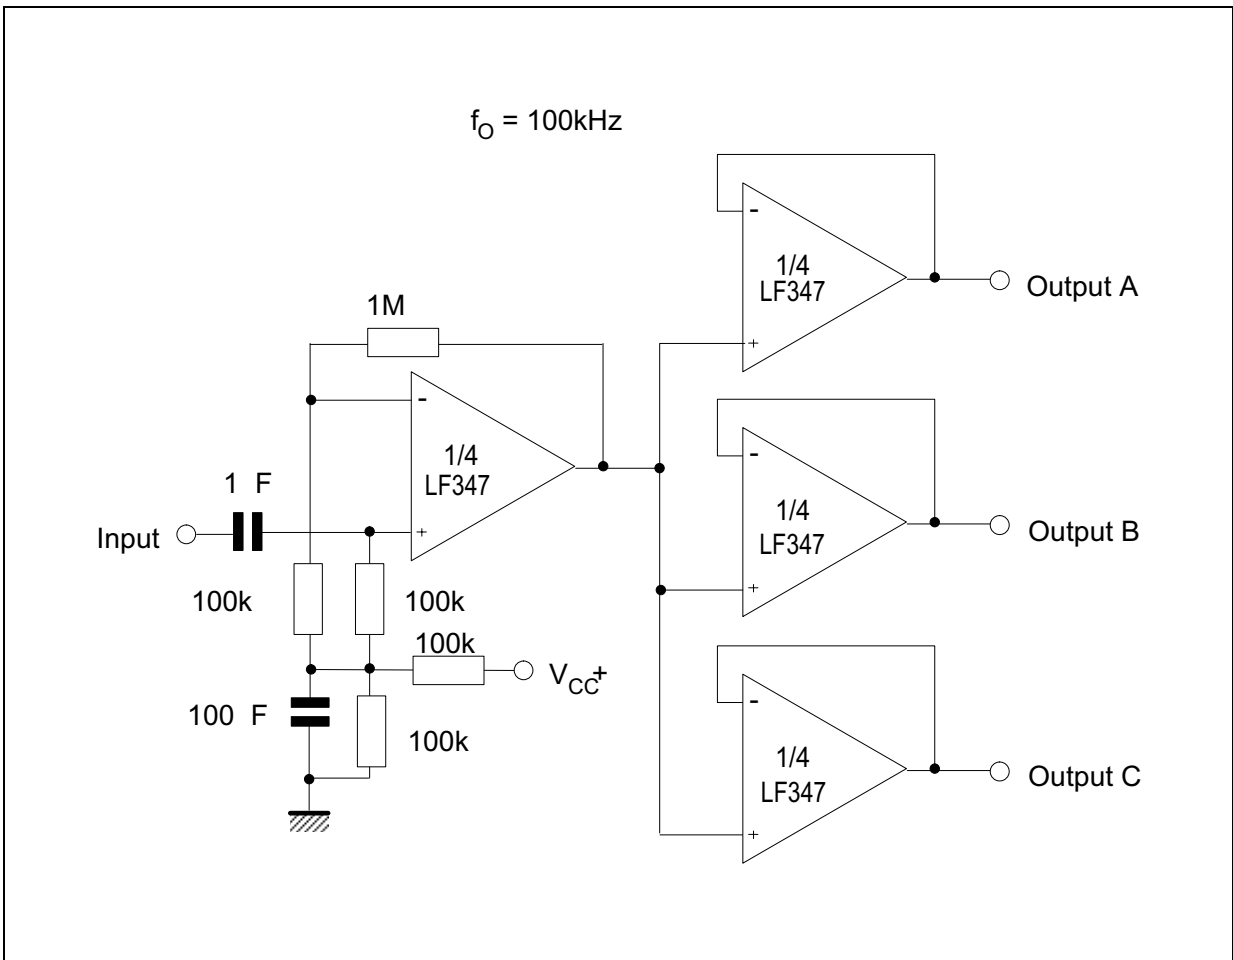 fO = 100kHz
1/4
LF347
Output A
1M
1/4
LF347
1 F
Input
100k
100k
100k
VCC+
100 F
100k
1/4
LF347
Output B
1/4
LF347
Output C